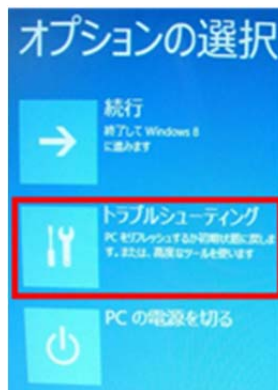 オプションの選択
続行
終了して Windows 8
に進みます
トラブルシューティング
PC をリフレッシュするか初期状態に戻しま
す。または、高度なツールを使います
PC の電源を切る